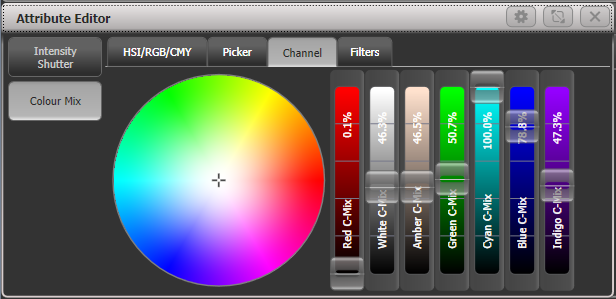 Attribute Editor
Intensity
Shutter
Colour Mix
HSI/RGB/CMY
Picker
Channel
Filters
0.1%
Red C-Mix
46.3%
White C-Mix
46.5%
Amber C-Mix
50.7%
Green C-Mix
100.0%
Cyan C-Mix
78.8%
Blue C-Mix
47.3%
Indigo C-Mix